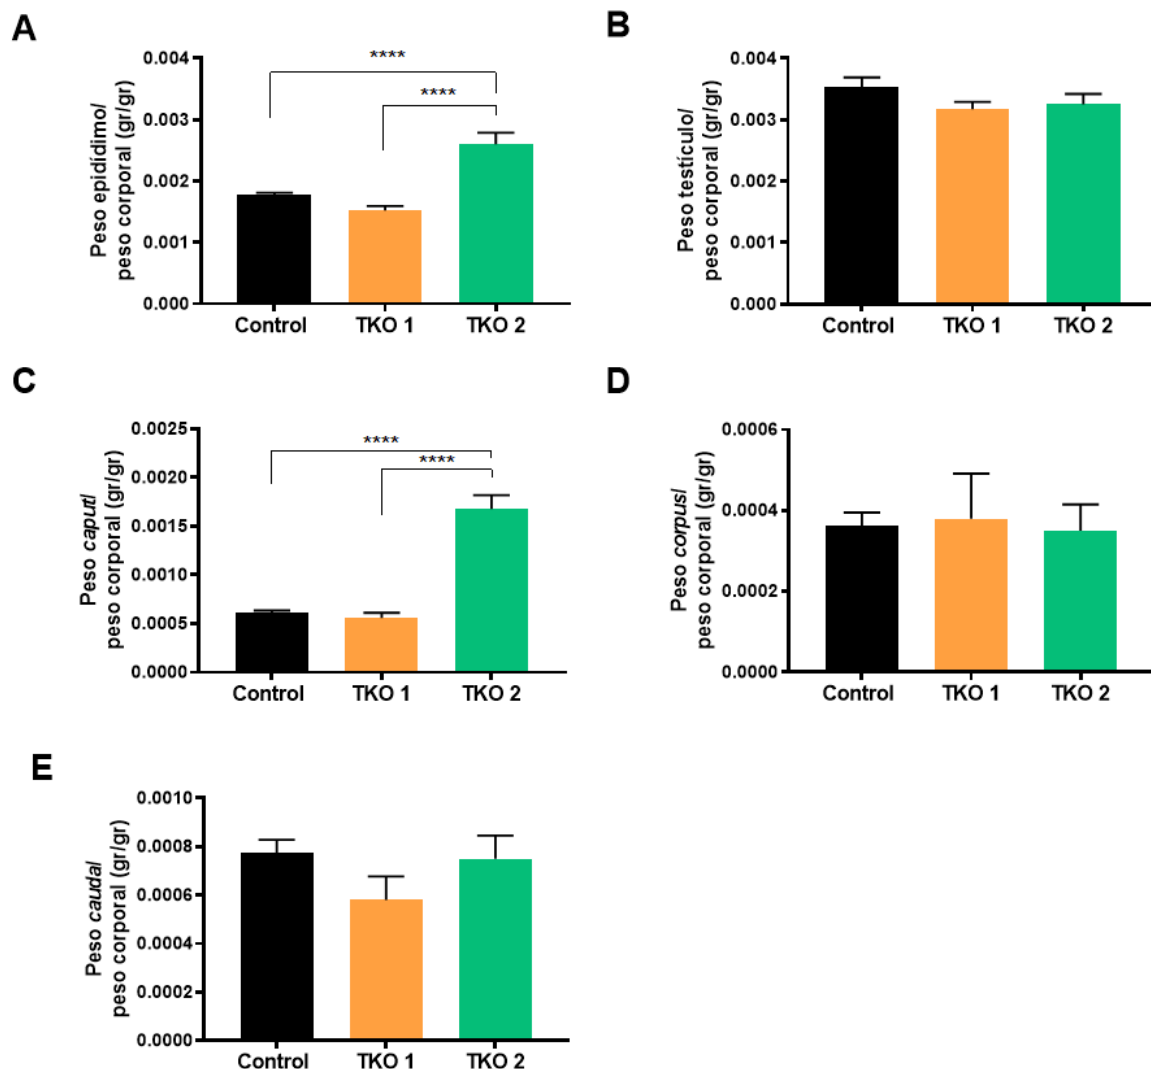 A
Peso epidídimo/
peso corporal (gr/gr)
0.004
0.003
0.002
0.001
0.000
****
****
Control
TKO 1
TKO 2
B
Peso testículo/
peso corporal (gr/gr)
0.004
0.003
0.002
0.001
0.000
Control
TKO 1
TKO 2
C
Peso caput/
peso corporal (gr/gr)
0.0025
0.0020
0.0015
0.0010
0.0005
0.0000
****
****
Control
TKO 1
TKO 2
D
Peso corpus/
peso corporal (gr/gr)
0.0006
0.0004
0.0002
0.0000
Control
TKO 1
TKO 2
E
Peso caudal
peso corporal (gr/gr)
0.0010
0.0008
0.0006
0.0004
0.0002
0.0000
Control
TKO 1
TKO 2